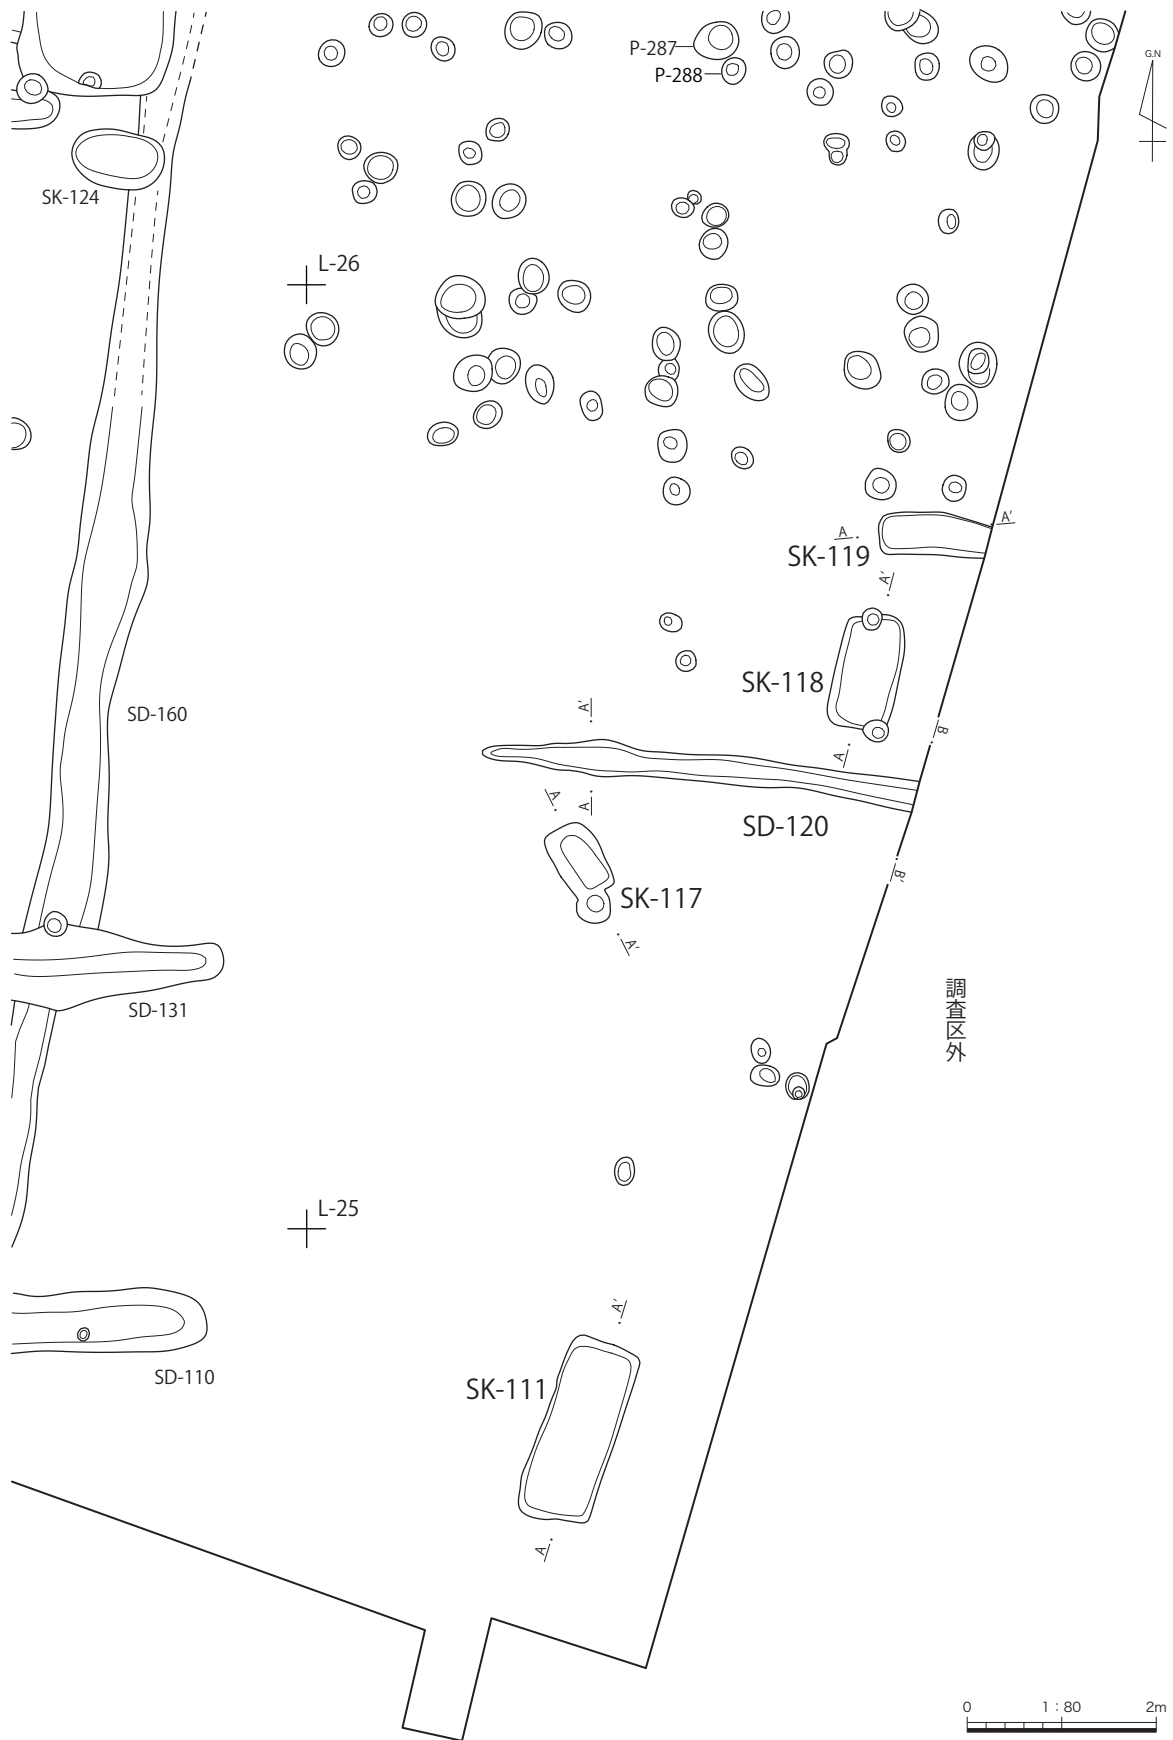 P-287
P-288
G.N
SK-124
L-26
A
A'
SK-119
A'
SK-118
A
SD-160
A'
B
A
A
SD-120
B'
SK-117
A'
SD-131
調査区外
L-25
A'
SD-110
SK-111
A
0 1:80 2m